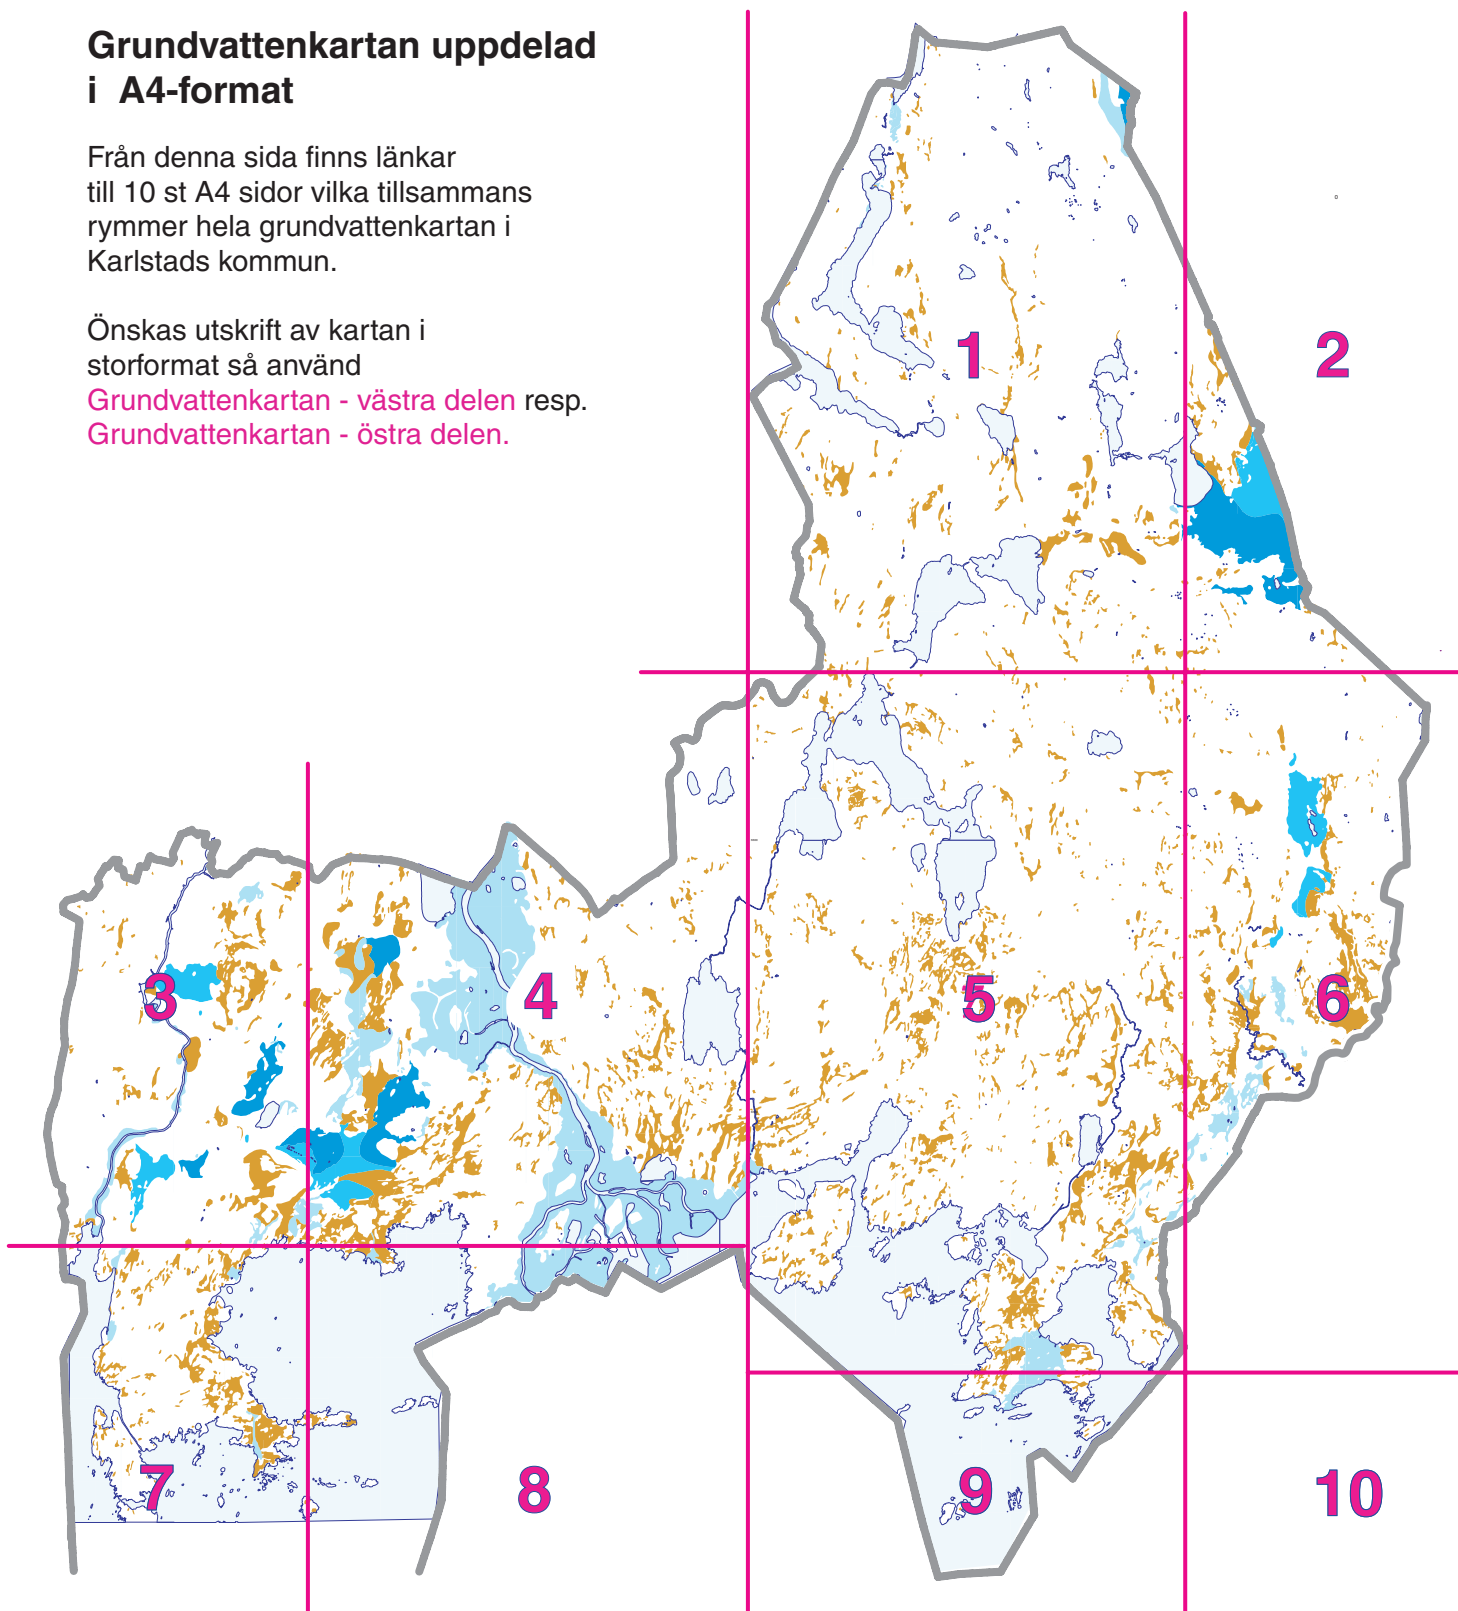 Grundvattenkartan uppdelad
i A4-format
Från denna sida finns länkar
till 10 st A4 sidor vilka tillsammans
rymmer hela grundvattenkartan i
Karlstads kommun.
Önskas utskrift av kartan i
storformat så använd
Grundvattenkartan - västra delen resp.
Grundvattenkartan - östra delen.
1
2
3
4
5
6
7
8
9
10